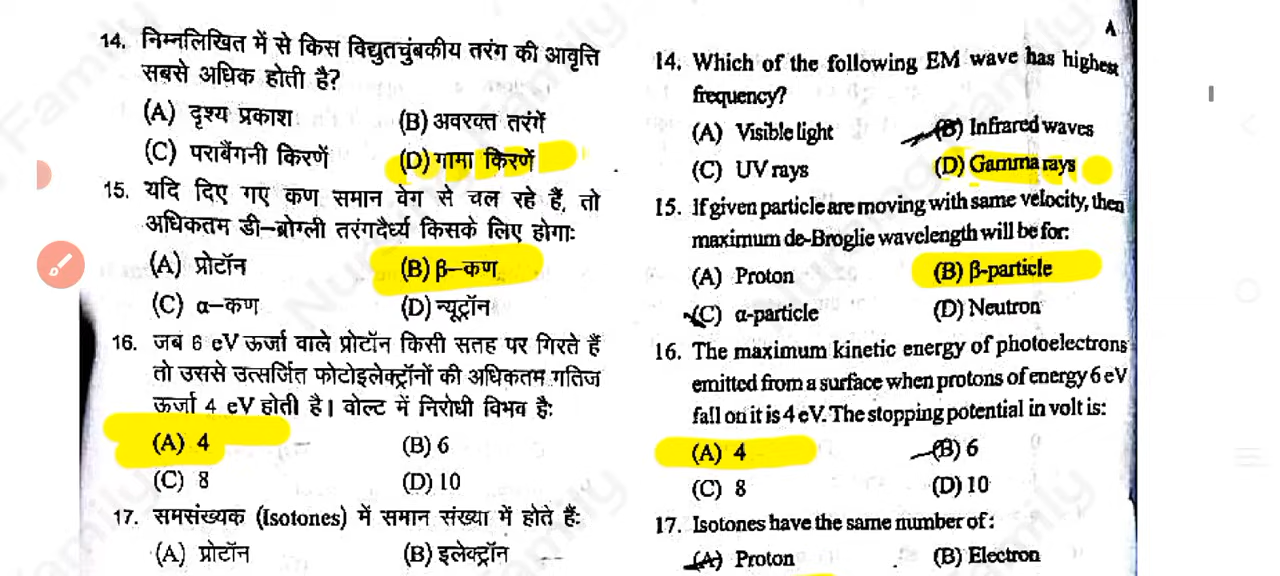 14. निम्नलिखित में से किस विद्युतचुंबकीय तरंग की आवृत्ति
सबसे अधिक होती है?
(A) दृश्य प्रकाश (B) अवरक्त तरंगें
(C) पराबैंगनी किरणें (D) गामा किरणें
15. यदि दिए गए कण समान वेग से चल रहे हैं, तो
अधिकतम डी-ब्रोग्ली तरंगदैर्ध्य किसके लिए होगाः
(A) प्रोटॉन (B) β-कण
(C) α-कण (D) न्यूट्रॉन
16. जब 6 eV ऊर्जा वाले प्रोटॉन किसी सतह पर गिरते हैं
तो उससे उत्सर्जित फोटोइलेक्ट्रॉनों की अधिकतम गतिज
ऊर्जा 4 eV होती है। वोल्ट में निरोधी विभव हैः
(A) 4 (B) 6
(C) 8 (D) 10
17. समसंख्यक (Isotones) में समान संख्या में होते हैंः
(A) प्रोटॉन (B) इलेक्ट्रॉन
A
14. Which of the following EM wave has highest
frequency?
(A) Visible light (B) Infrared waves
(C) UV rays (D) Gamma rays
15. If given particle are moving with same velocity, then
maximum de-Broglie wavelength will be for:
(A) Proton (B) β-particle
(C) α-particle (D) Neutron
16. The maximum kinetic energy of photoelectrons
emitted from a surface when protons of energy 6 eV
fall on it is 4 eV. The stopping potential in volt is:
(A) 4 (B) 6
(C) 8 (D) 10
17. Isotones have the same number of:
(A) Proton (B) Electron